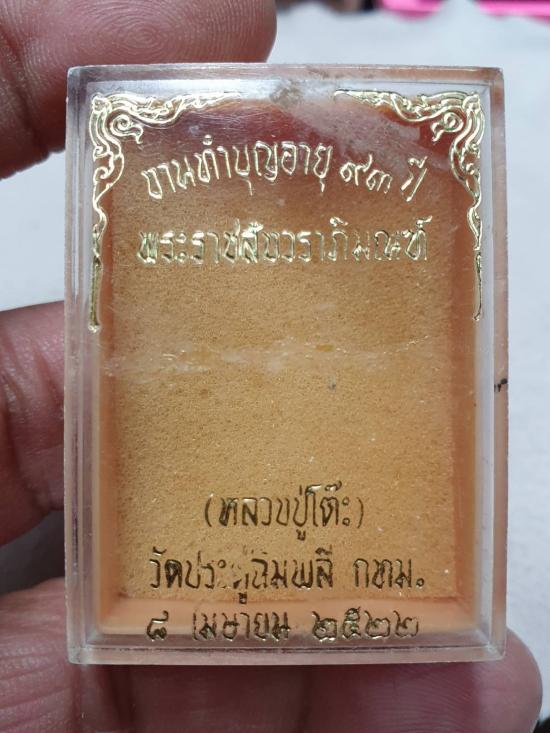 งานทำบุญอายุ ๙๓ ปี
พระราชสังวราภิมณฑ์
(หลวงปู่โต๊ะ)
วัดประดู่ฉิมพลี กทม.
๘ เมษายน ๒๕๒๒